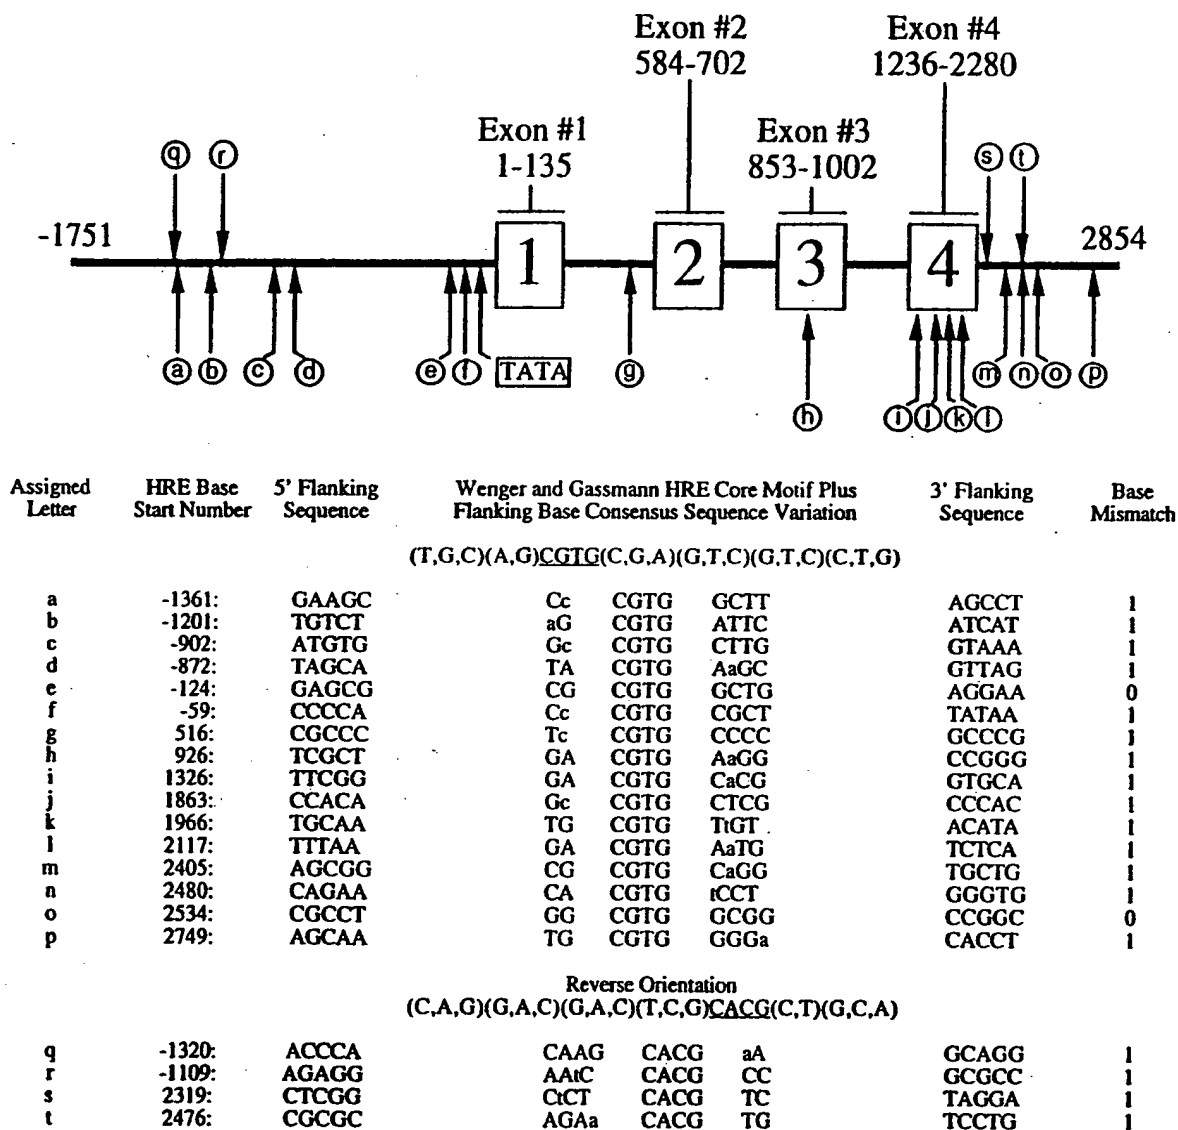 Exon #2
584-702
Exon #4
1236-2280
Exon #1
1-135
Exon #3
853-1002
q r s t
-1751 1 2 3 4 2854
a b c d e f TATA g m n o p
h i j k l
Assigned Letter HRE Base Start Number 5' Flanking Sequence Wenger and Gassmann HRE Core Motif Plus Flanking Base Consensus Sequence Variation 3' Flanking Sequence Base Mismatch
(T,G,C)(A,G)CGTG(C,G,A)(G,T,C)(G,T,C)(C,T,G)
a -1361: GAAGC Cc CGTG GCTT AGCCT 1
b -1201: TGTCT aG CGTG ATTC ATCAT 1
c -902: ATGTG Gc CGTG CTTG GTAAA 1
d -872: TAGCA TA CGTG AaGC GTTAG 1
e -124: GAGCG CG CGTG GCTG AGGAA 0
f -59: CCCCA Cc CGTG CGCT TATAA 1
g 516: CGCCC Tc CGTG CCCC GCCCG 1
h 926: TCGCT GA CGTG AaGG CCGGG 1
i 1326: TTCGG GA CGTG CaCG GTGCA 1
j 1863: CCACA Gc CGTG CTCG CCCAC 1
k 1966: TGCAA TG CGTG TtGT ACATA 1
l 2117: TTTAA GA CGTG AaTG TCTCA 1
m 2405: AGCGG CG CGTG CaGG TGCTG 1
n 2480: CAGAA CA CGTG tCCT GGGTG 1
o 2534: CGCCT GG CGTG GCGG CCGGC 0
p 2749: AGCAA TG CGTG GGGa CACCT 1
Reverse Orientation
(C,A,G)(G,A,C)(G,A,C)(T,C,G)CACG(C,T)(G,C,A)
q -1320: ACCCA CAAG CACG aA GCAGG 1
r -1109: AGAGG AAtC CACG CC GCGCC 1
s 2319: CTCGG CtCT CACG TC TAGGA 1
t 2476: CGCGC AGAa CACG TG TCCTG 1